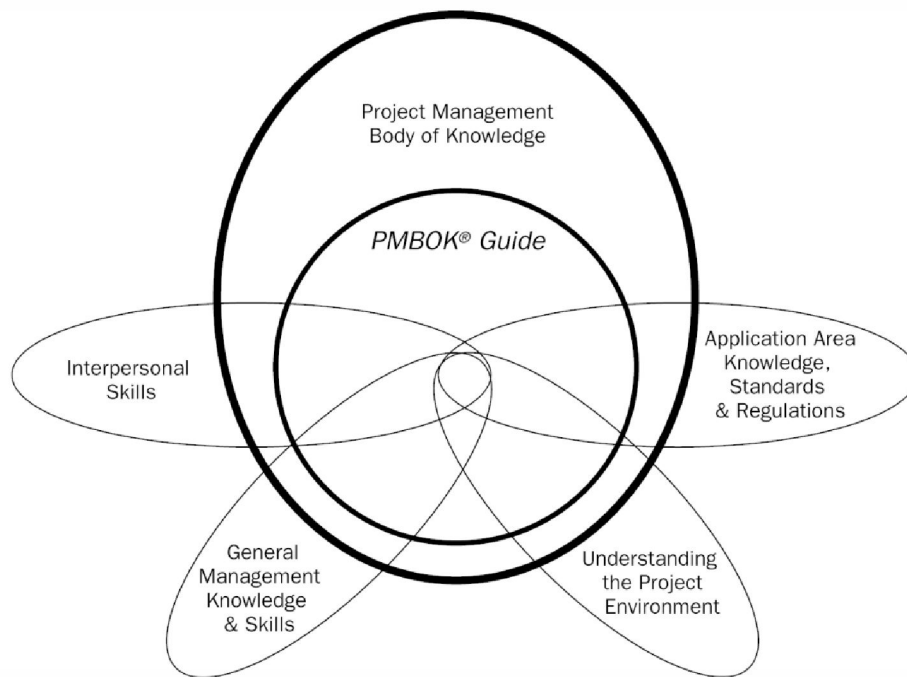 Project Management
Body of Knowledge
PMBOK® Guide
Interpersonal
Skills
Application Area
Knowledge,
Standards
& Regulations
General
Management
Knowledge
& Skills
Understanding
the Project
Environment